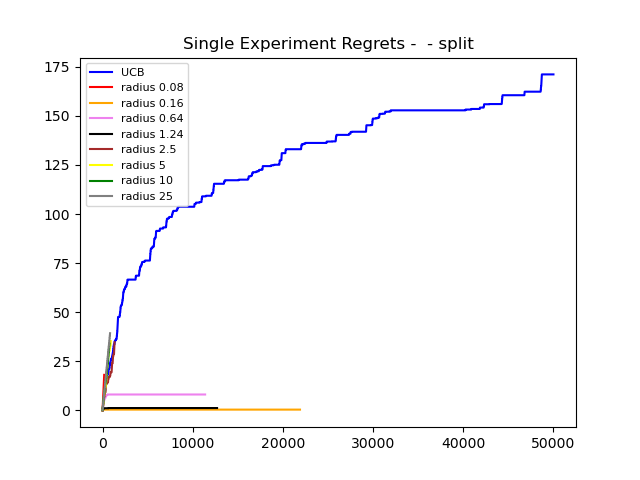 Single Experiment Regrets -  - split
175
150
125
100
75
50
25
0
UCB
radius 0.08
radius 0.16
radius 0.64
radius 1.24
radius 2.5
radius 5
radius 10
radius 25
0
10000
20000
30000
40000
50000